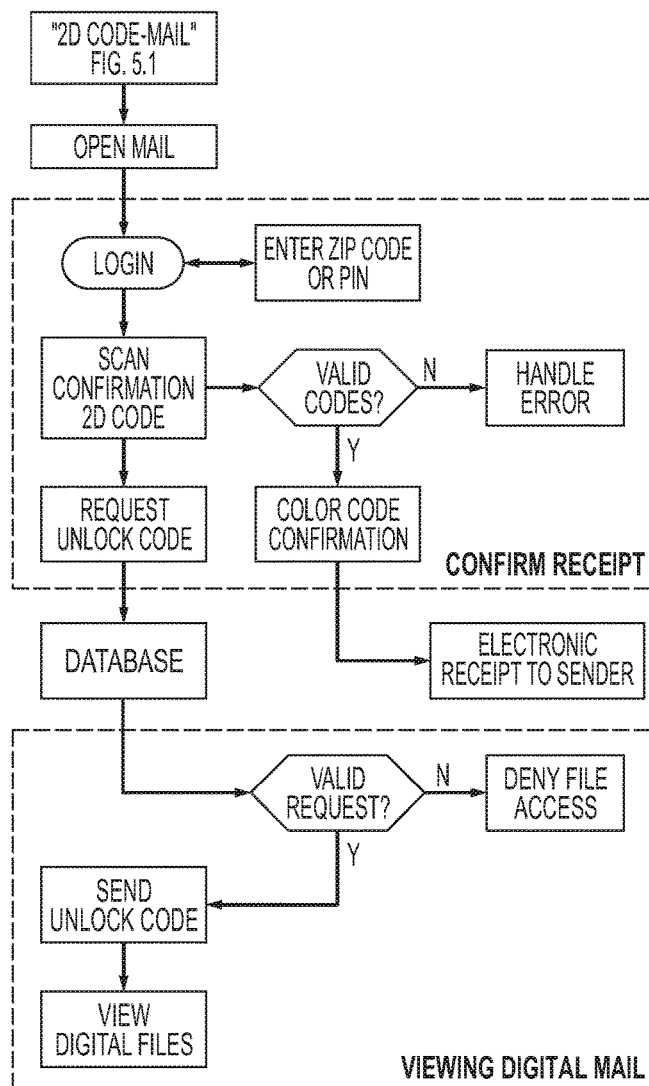 "2D CODE-MAIL"
FIG. 5.1
OPEN MAIL
LOGIN
ENTER ZIP CODE
OR PIN
SCAN
CONFIRMATION
2D CODE
VALID
CODES?
N
HANDLE
ERROR
Y
REQUEST
UNLOCK CODE
COLOR CODE
CONFIRMATION
CONFIRM RECEIPT
DATABASE
ELECTRONIC
RECEIPT TO SENDER
VALID
REQUEST?
N
DENY FILE
ACCESS
Y
SEND
UNLOCK CODE
VIEW
DIGITAL FILES
VIEWING DIGITAL MAIL